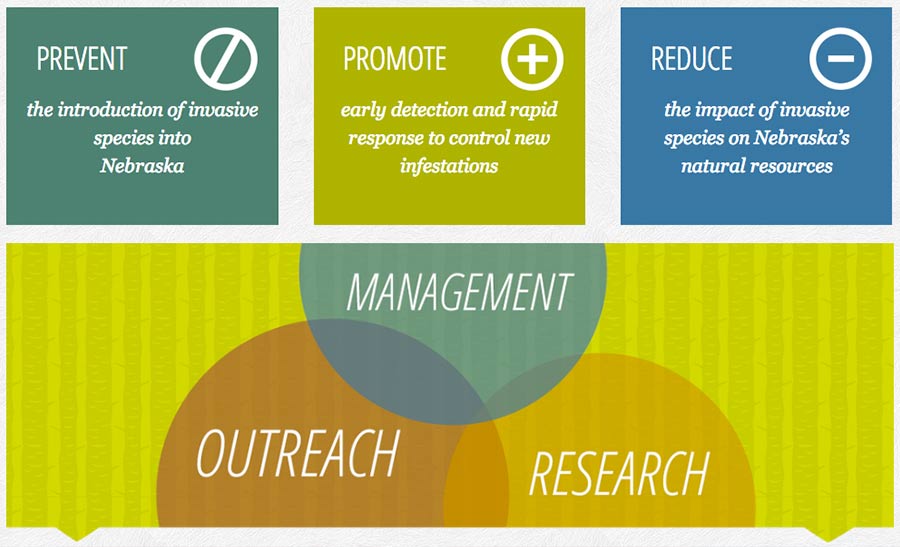 PREVENT
the introduction of invasive
species into
Nebraska
PROMOTE
early detection and rapid
response to control new
infestations
REDUCE
the impact of invasive
species on Nebraska’s
natural resources
MANAGEMENT
OUTREACH
RESEARCH